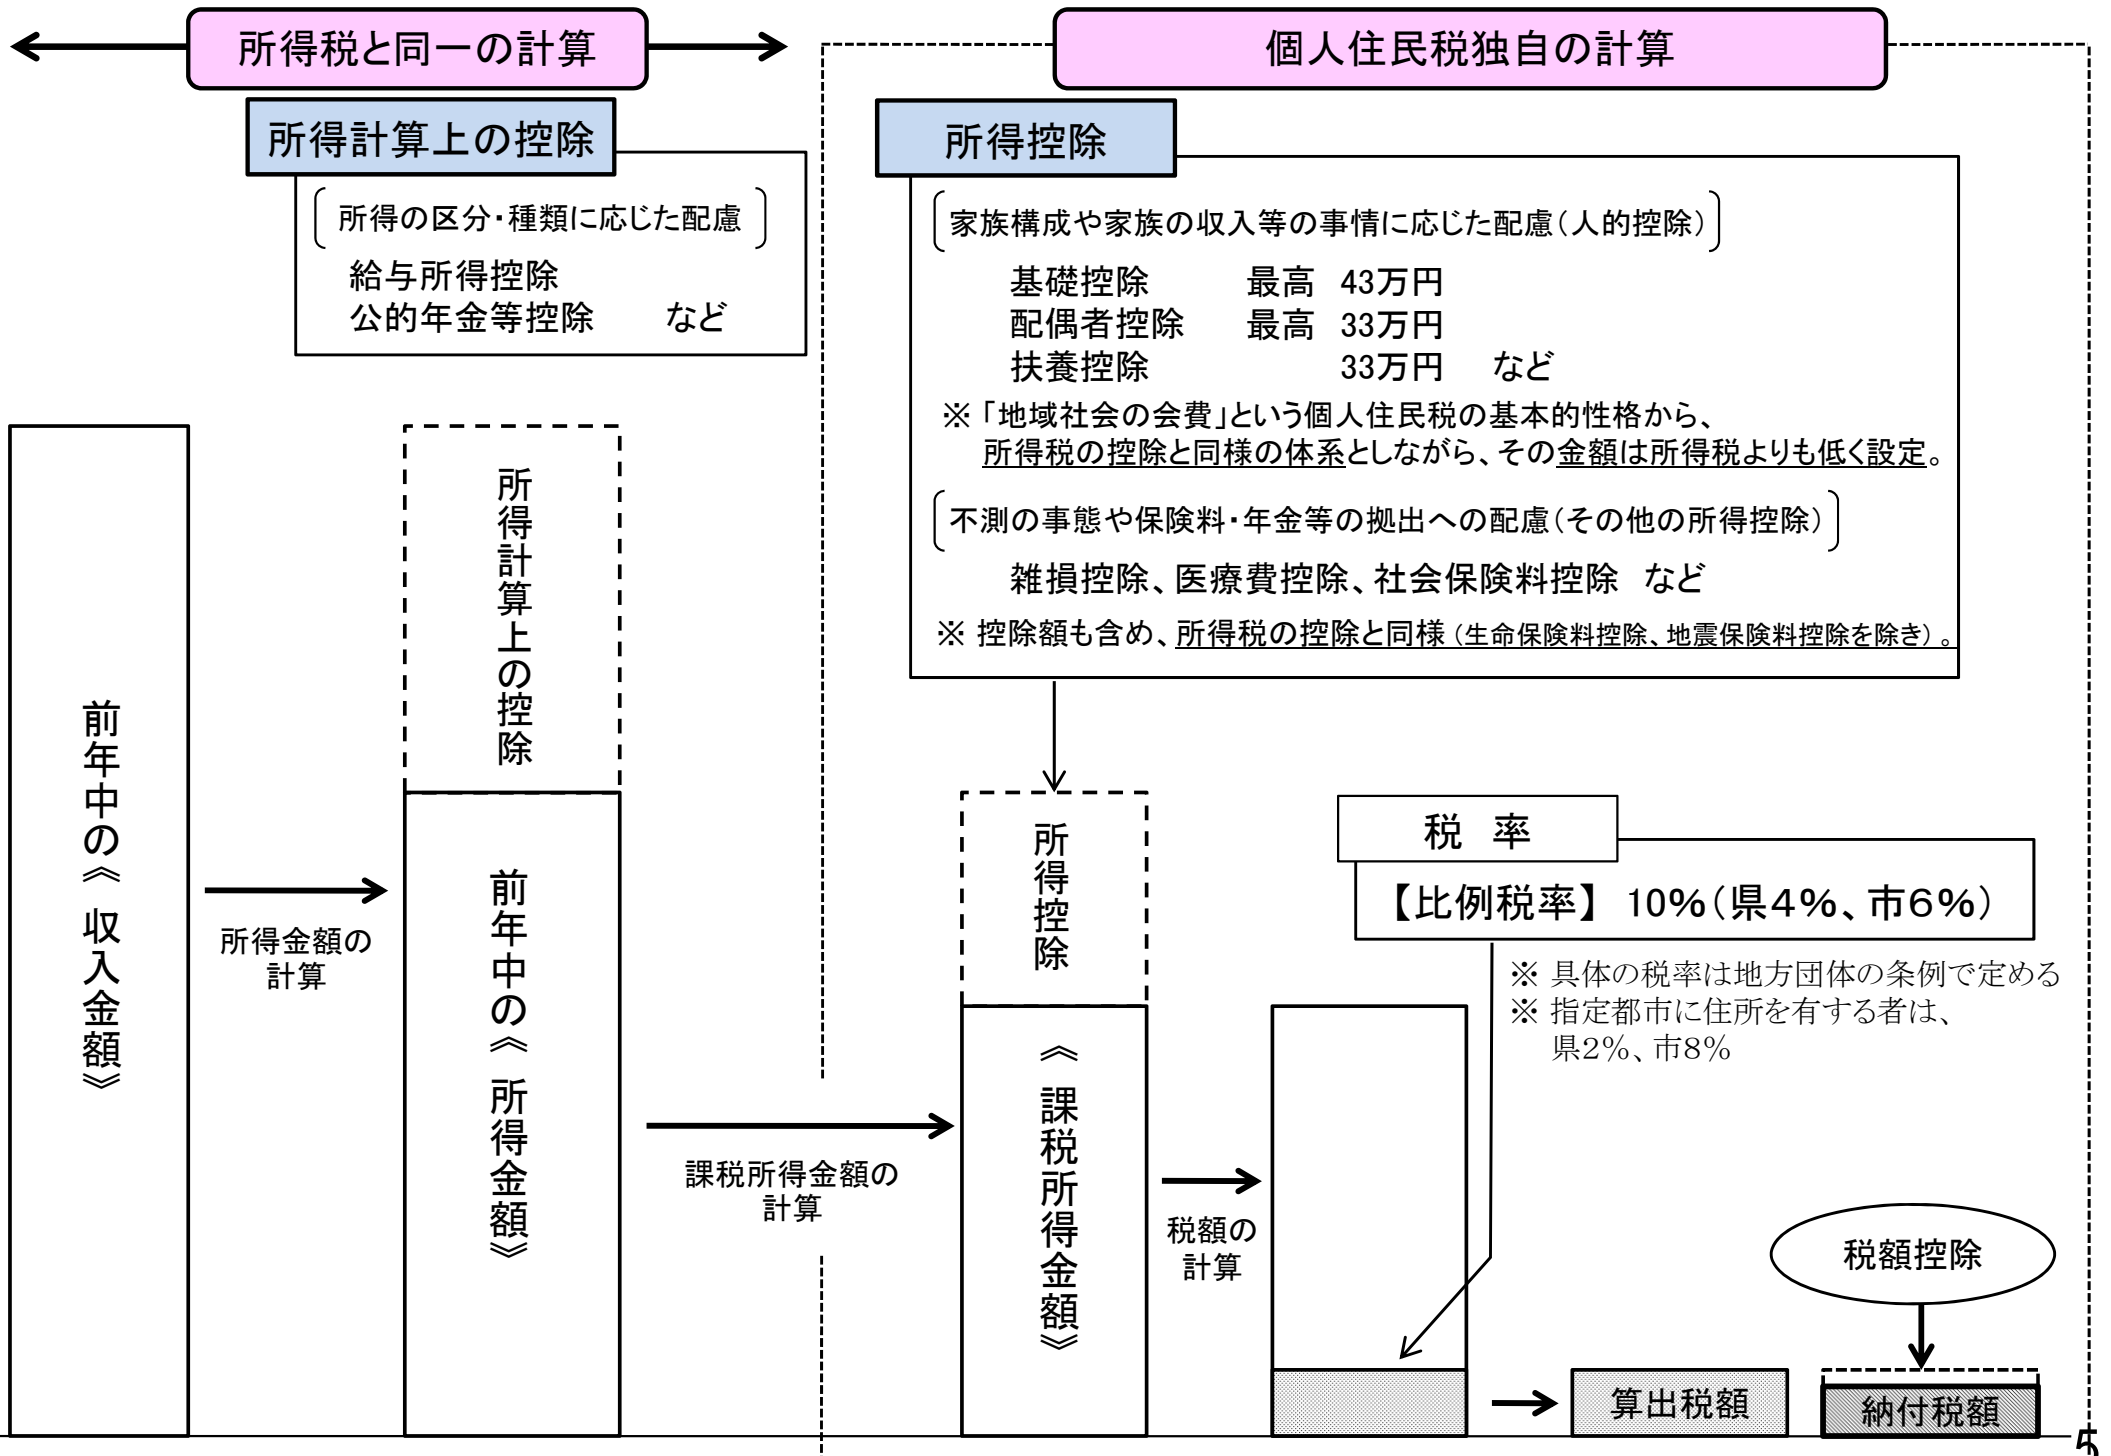 所得税と同一の計算
個人住民税独自の計算
所得計算上の控除
所得の区分・種類に応じた配慮
給与所得控除
公的年金等控除　など
所得控除
家族構成や家族の収入等の事情に応じた配慮（人的控除）
基礎控除　最高　43万円
配偶者控除　最高　33万円
扶養控除　33万円　など
※「地域社会の会費」という個人住民税の基本的性格から、
所得税の控除と同様の体系としながら、その金額は所得税よりも低く設定。
不測の事態や保険料・年金等の拠出への配慮（その他の所得控除）
雑損控除、医療費控除、社会保険料控除　など
※ 控除額も含め、所得税の控除と同様（生命保険料控除、地震保険料控除を除き）。
前年中の《収入金額》
所得金額の
計算
所得計算上の控除
前年中の《所得金額》
課税所得金額の
計算
所得控除
《課税所得金額》
税額の
計算
税　率
【比例税率】 10％（県４％、市６％）
※ 具体の税率は地方団体の条例で定める
※ 指定都市に住所を有する者は、
県２％、市８％
税額控除
算出税額
納付税額
5